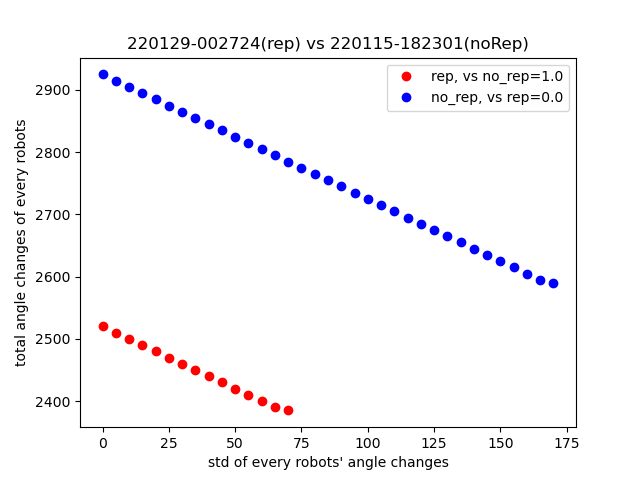 220129-002724(rep) vs 220115-182301(noRep)
rep, vs no_rep=1.0
no_rep, vs rep=0.0
total angle changes of every robots
2900
2800
2700
2600
2500
2400
0 25 50 75 100 125 150 175
std of every robots' angle changes